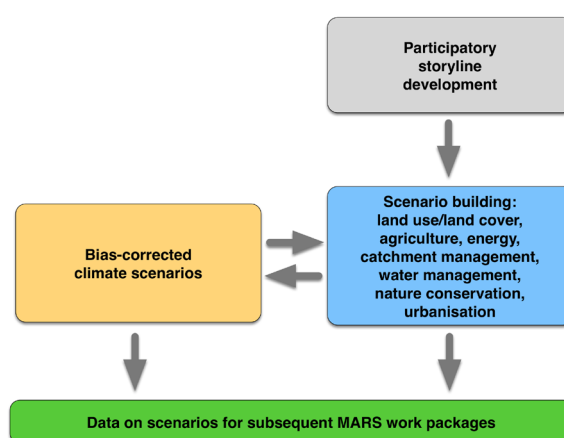 Participatory
storyline
development
Scenario building:
land use/land cover,
agriculture, energy,
catchment management,
water management,
nature conservation,
urbanisation
Bias-corrected
climate scenarios
Data on scenarios for subsequent MARS work packages